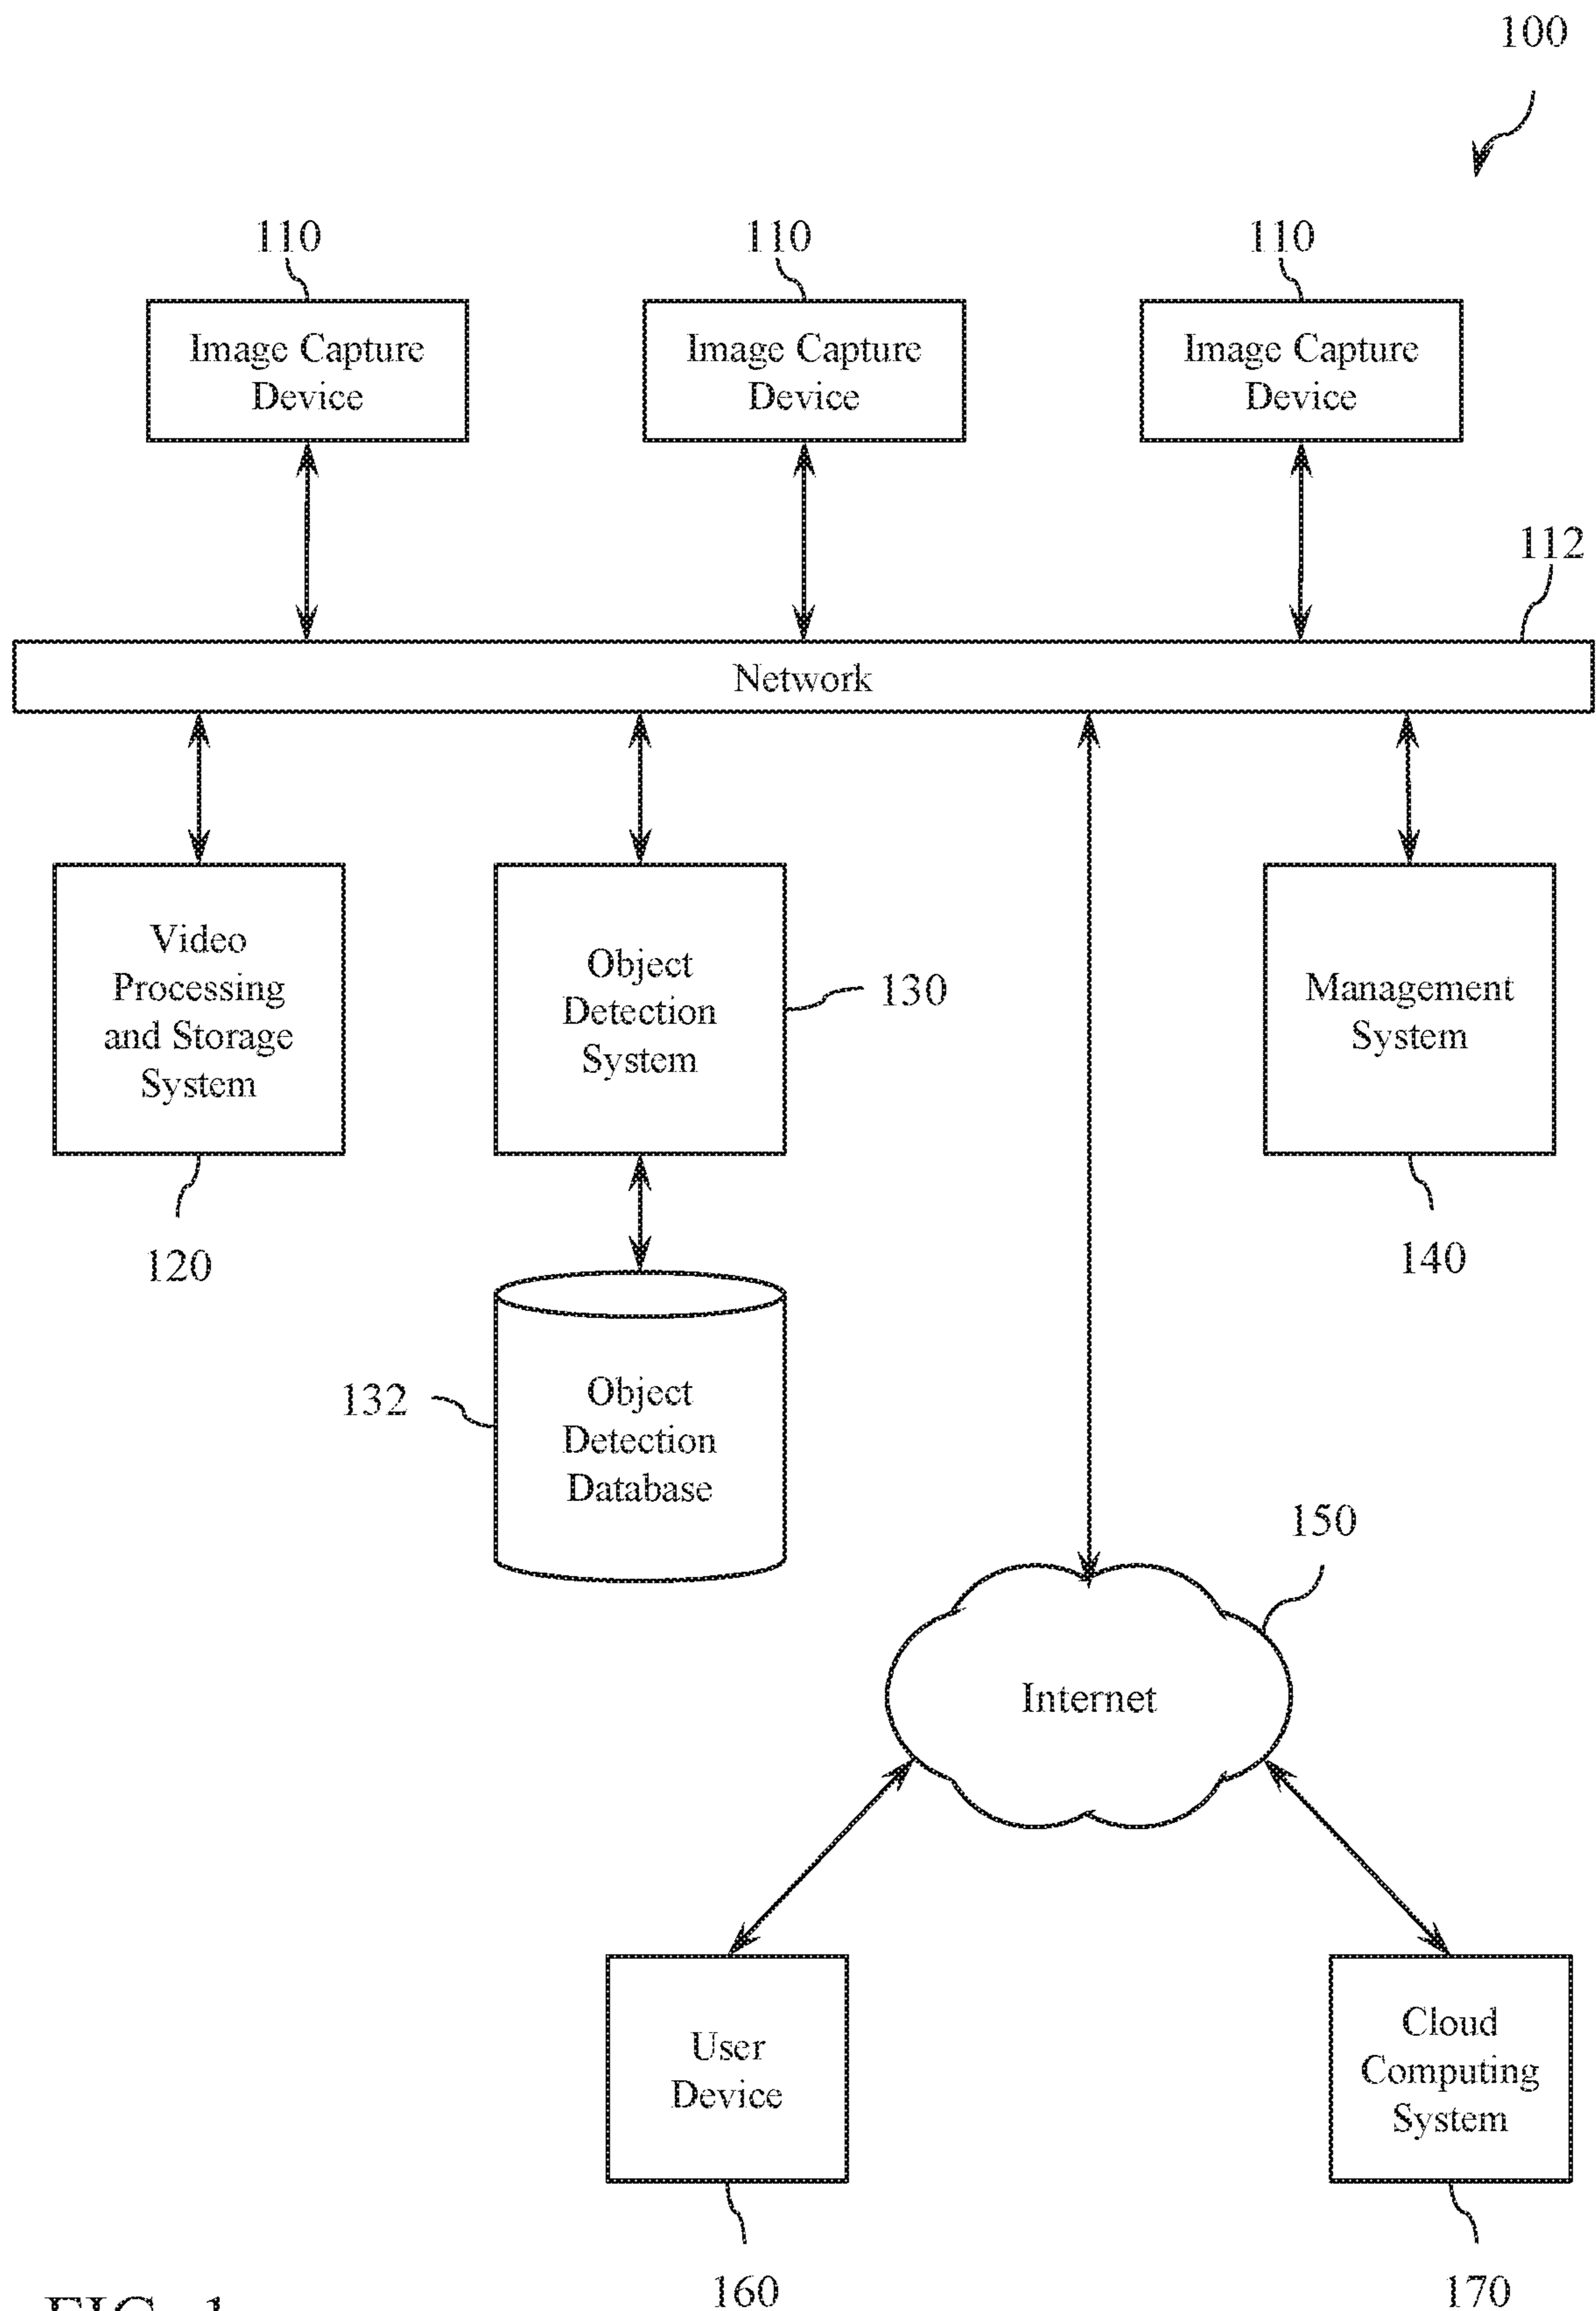 100
110
110
110
Image Capture
Device
Image Capture
Device
Image Capture
Device
112
Network
Video
Processing
and Storage
System
Object
Detection
System
130
Management
System
120
140
132
Object
Detection
Database
150
Internet
User
Device
Cloud
Computing
System
160
170
FIG. 1